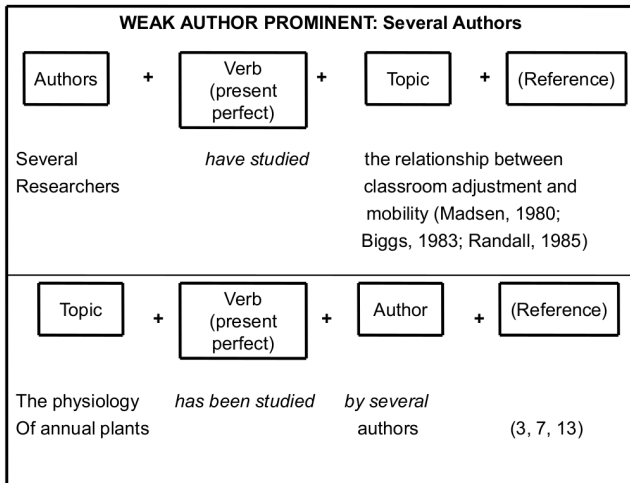 WEAK AUTHOR PROMINENT: Several Authors
Authors + Verb (present perfect) + Topic + (Reference)
Several have studied the relationship between
Researchers classroom adjustment and
mobility (Madsen, 1980;
Biggs, 1983; Randall, 1985)
Topic + Verb (present perfect) + Author + (Reference)
The physiology has been studied by several
Of annual plants authors (3, 7, 13)